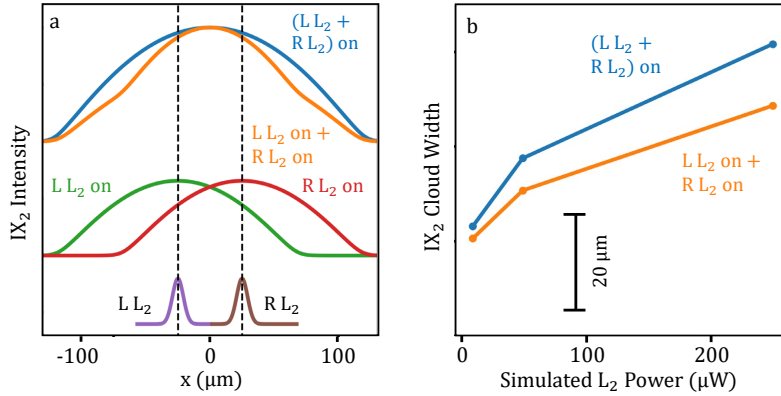 a
(L L₂ +
R L₂) on
L L₂ on +
R L₂ on
L L₂ on
R L₂ on
L L₂
R L₂
IX₂ Intensity
-100
0
100
x (μm)
b
(L L₂ +
R L₂) on
L L₂ on +
R L₂ on
20 μm
IX₂ Cloud Width
0
100
200
Simulated L₂ Power (μW)